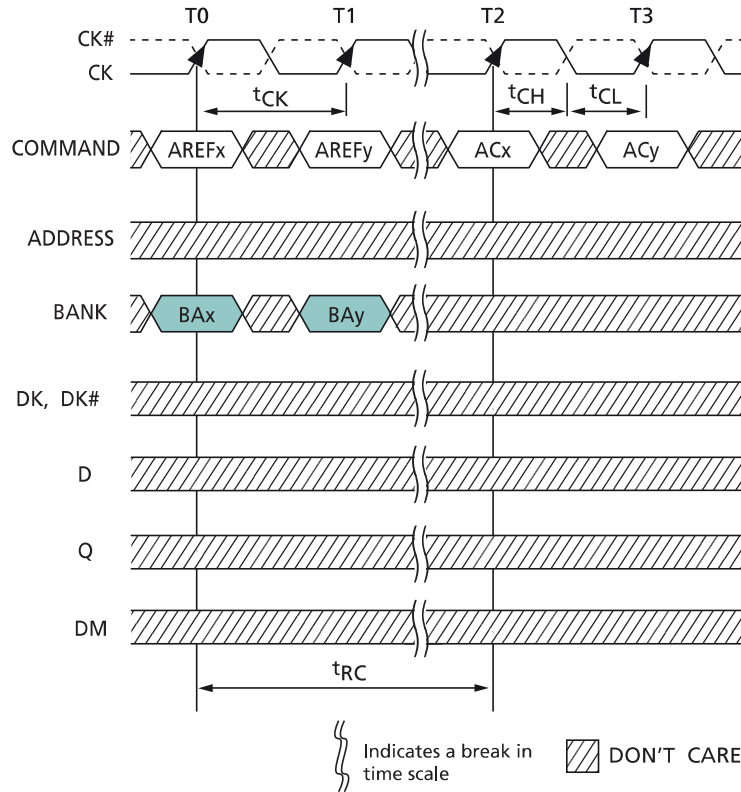 T0 T1 T2 T3
CK#
CK
tCK tCH tCL
COMMAND AREFx AREFy ACx ACy
ADDRESS
BANK BAx BAy
DK, DK#
D
Q
DM
tRC
Indicates a break in
time scale
DON'T CARE